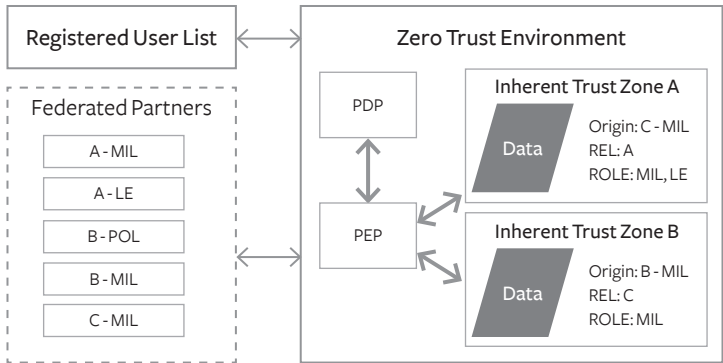 Registered User List
Federated Partners
A-MIL
A-LE
B-POL
B-MIL
C-MIL
Zero Trust Environment
PDP
PEP
Inherent Trust Zone A
Data
Origin: C-MIL
REL: A
ROLE: MIL, LE
Inherent Trust Zone B
Data
Origin: B-MIL
REL: C
ROLE: MIL